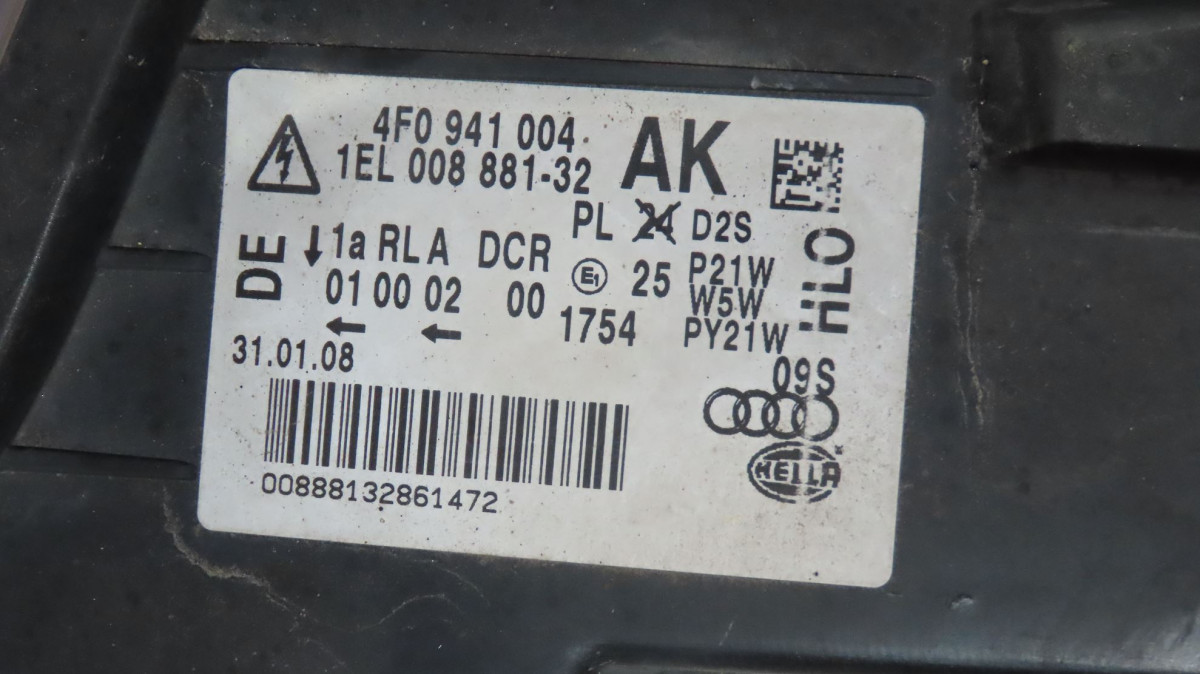 4F0 941 004 AK
1EL 008 881-32
PL 24 D2S
DE 1a RL A DCR E1 25 P21W HLO
01 00 02 00 W5W
1754 PY21W
31.01.08
09S
HELLA
00888132861472